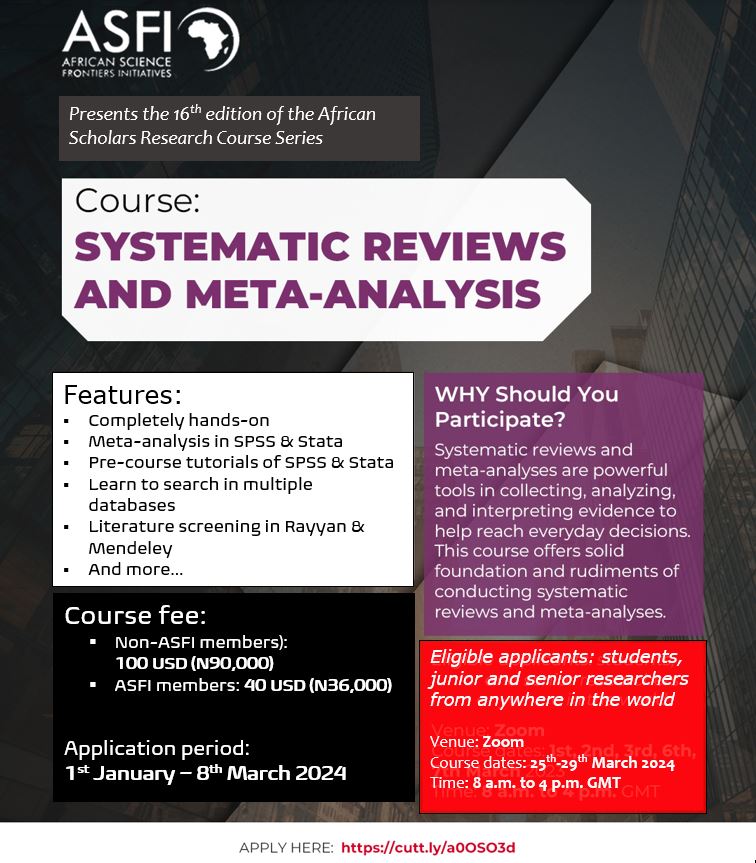 ASFI
AFRICAN SCIENCE
FRONTIERS INITIATIVES
Presents the 16th edition of the African
Scholars Research Course Series
Course:
SYSTEMATIC REVIEWS
AND META-ANALYSIS
Features:
▪ Completely hands-on
▪ Meta-analysis in SPSS & Stata
▪ Pre-course tutorials of SPSS & Stata
▪ Learn to search in multiple
databases
▪ Literature screening in Rayyan &
Mendeley
▪ And more...
WHY Should You
Participate?
Systematic reviews and
meta-analyses are powerful
tools in collecting, analyzing,
and interpreting evidence to
help reach everyday decisions.
This course offers solid
foundation and rudiments of
conducting systematic
reviews and meta-analyses.
Course fee:
▪ Non-ASFI members):
100 USD (N90,000)
▪ ASFI members: 40 USD (N36,000)
Application period:
1st January – 8th March 2024
Eligible applicants: students,
junior and senior researchers
from anywhere in the world
Venue: Zoom
Course dates: 25th-29th March 2024
Time: 8 a.m. to 4 p.m. GMT
APPLY HERE: https://cutt.ly/a0OSO3d